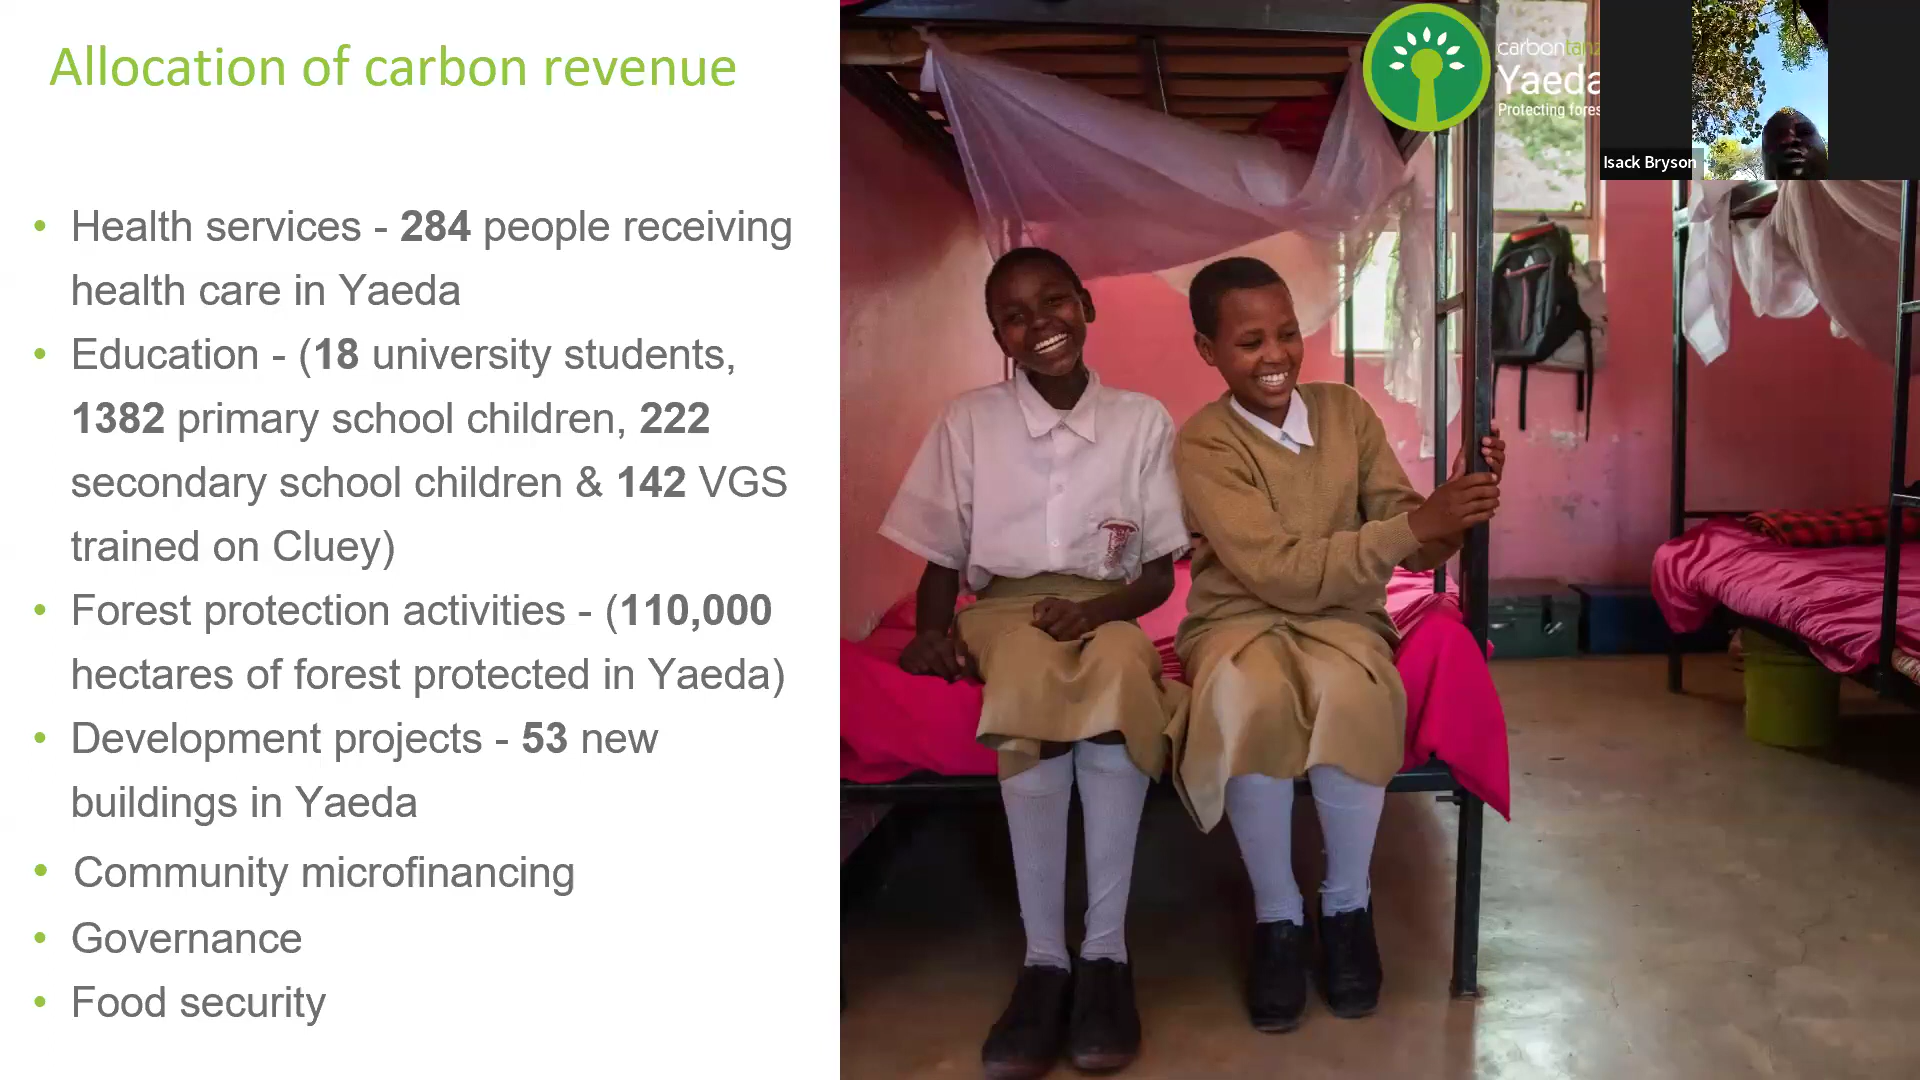 Allocation of carbon revenue
• Health services - 284 people receiving
health care in Yaeda
• Education - (18 university students,
1382 primary school children, 222
secondary school children & 142 VGS
trained on Cluey)
• Forest protection activities - (110,000
hectares of forest protected in Yaeda)
• Development projects - 53 new
buildings in Yaeda
• Community microfinancing
• Governance
• Food security
carbon
Yaeda
Protecting
Isack Bryson